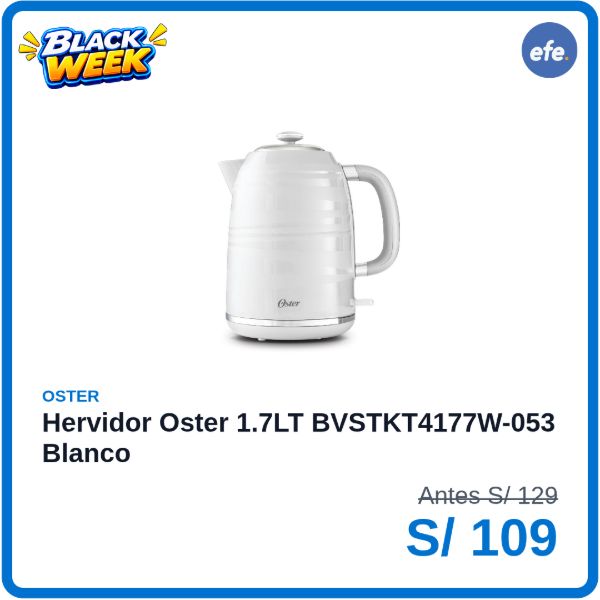 BLACK
WEEK
efe.
Oster
OSTER
Hervidor Oster 1.7LT BVSTKT4177W-053
Blanco
Antes S/ 129
S/ 109